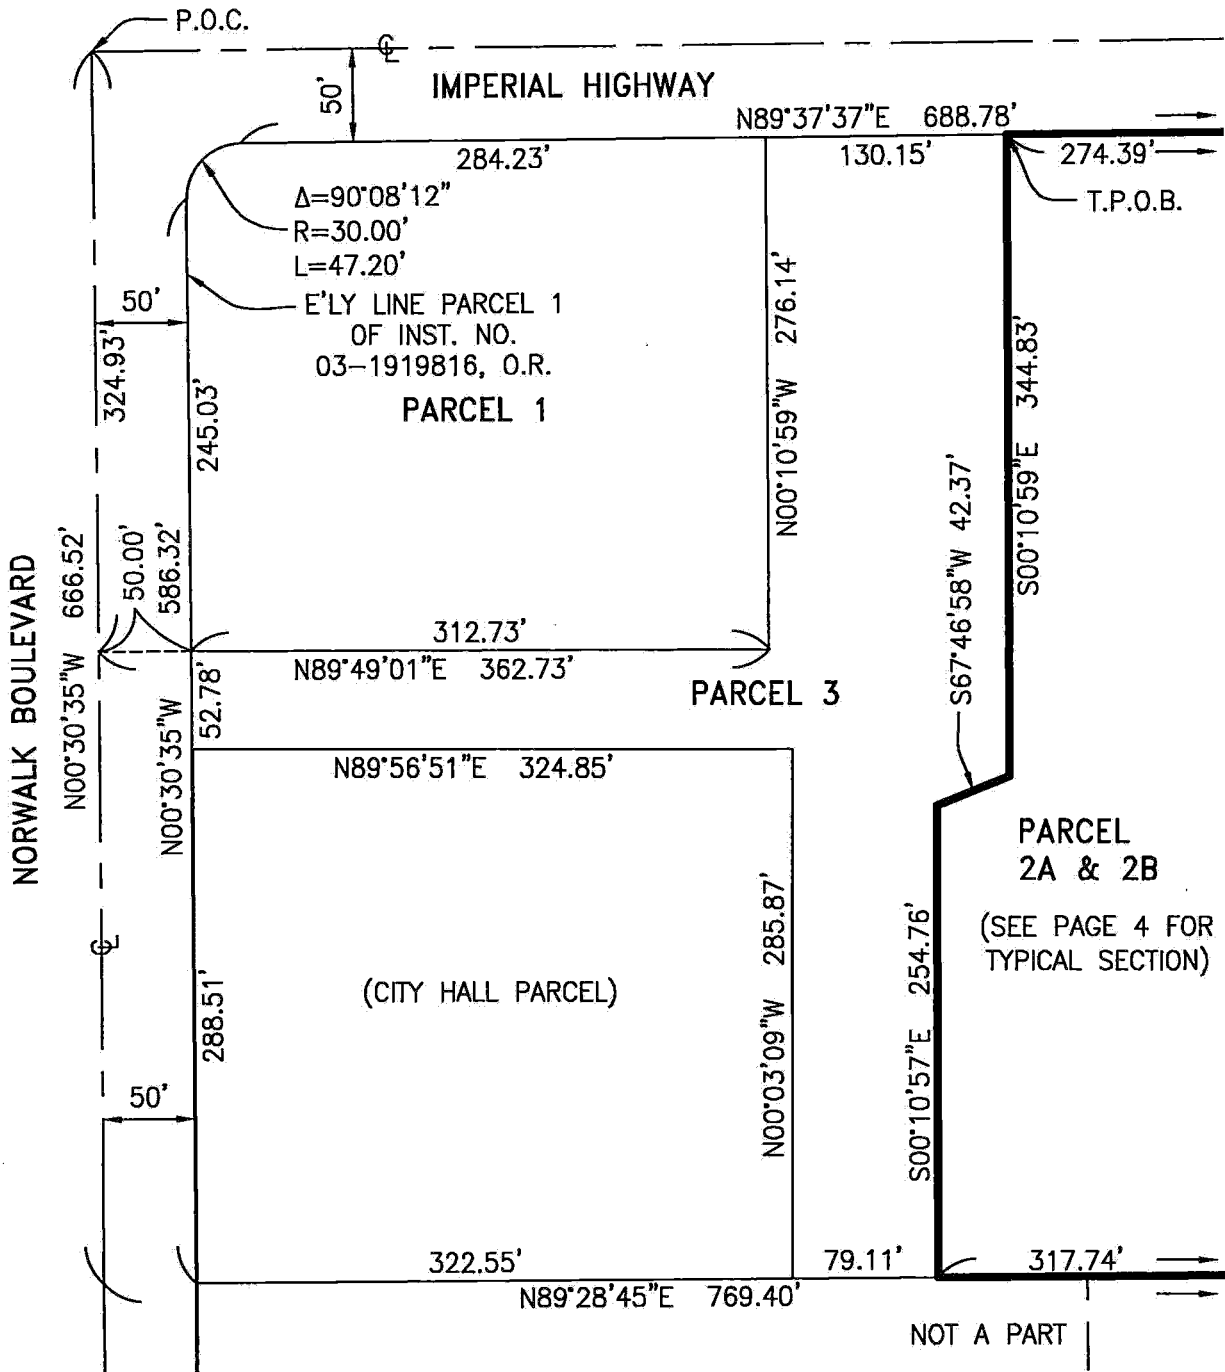 P.O.C.
℄
50'
IMPERIAL HIGHWAY
N89°37'37"E 688.78'
284.23'
130.15'
274.39'
T.P.O.B.
Δ=90°08'12"
R=30.00'
L=47.20'
50'
E'LY LINE PARCEL 1
OF INST. NO.
03-1919816, O.R.
PARCEL 1
324.93'
245.03'
N00°10'59"W 276.14'
S00°10'59"E 344.83'
S67°46'58"W 42.37'
NORWALK BOULEVARD
N00°30'35"W 666.52'
50.00'
N00°30'35"W 586.32'
312.73'
N89°49'01"E 362.73'
52.78'
PARCEL 3
N89°56'51"E 324.85'
PARCEL
2A & 2B
(SEE PAGE 4 FOR
TYPICAL SECTION)
℄
288.51'
(CITY HALL PARCEL)
N00°03'09"W 285.87'
S00°10'57"E 254.76'
50'
322.55'
79.11'
317.74'
N89°28'45"E 769.40'
NOT A PART